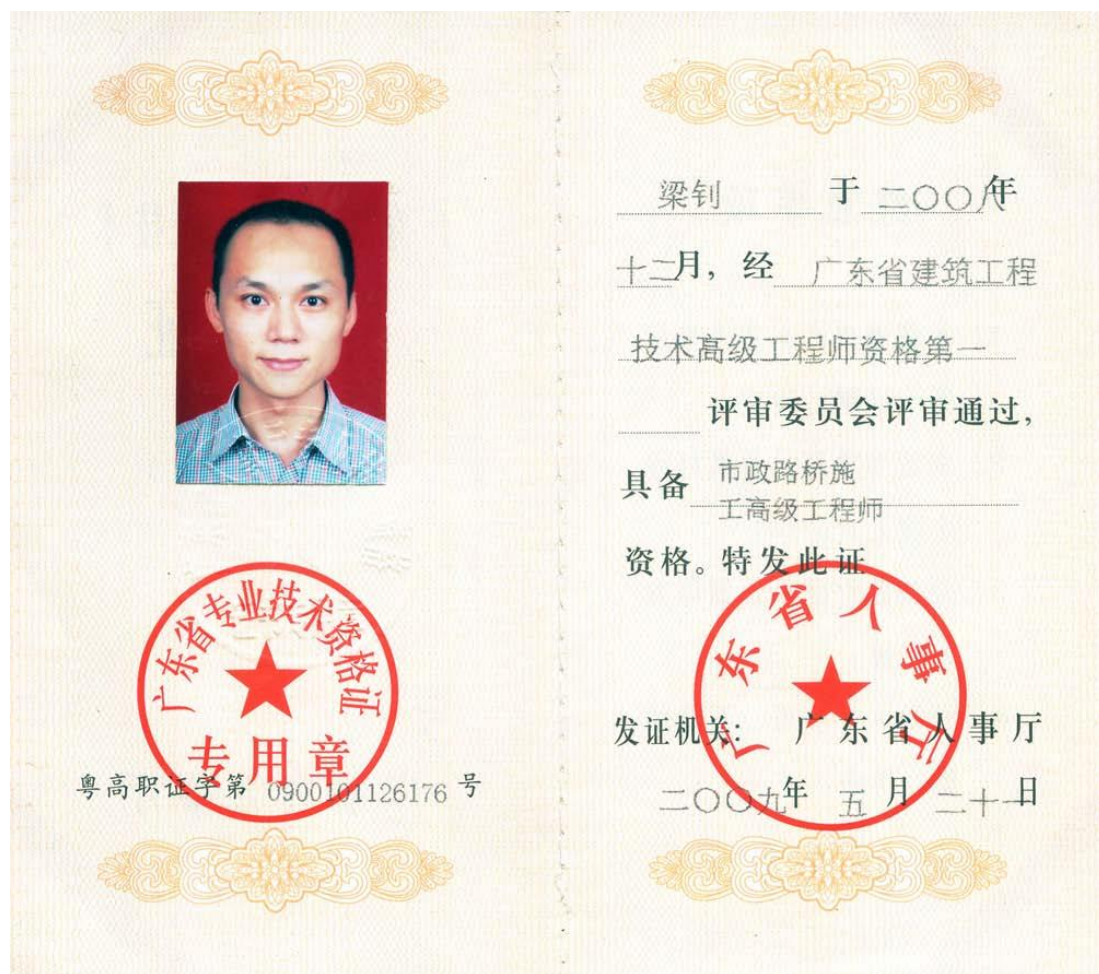 广东省专业技术资格证
专用章
粤高职证字第 0900101126176 号
梁钊 于 二〇〇八年
十二月，经 广东省建筑工程
技术高级工程师资格第一
评审委员会评审通过，
具备 市政路桥施
工高级工程师
资格。特发此证
广东省人事厅
发证机关： 广东省人事厅
二〇〇九年 五 月 二十一日